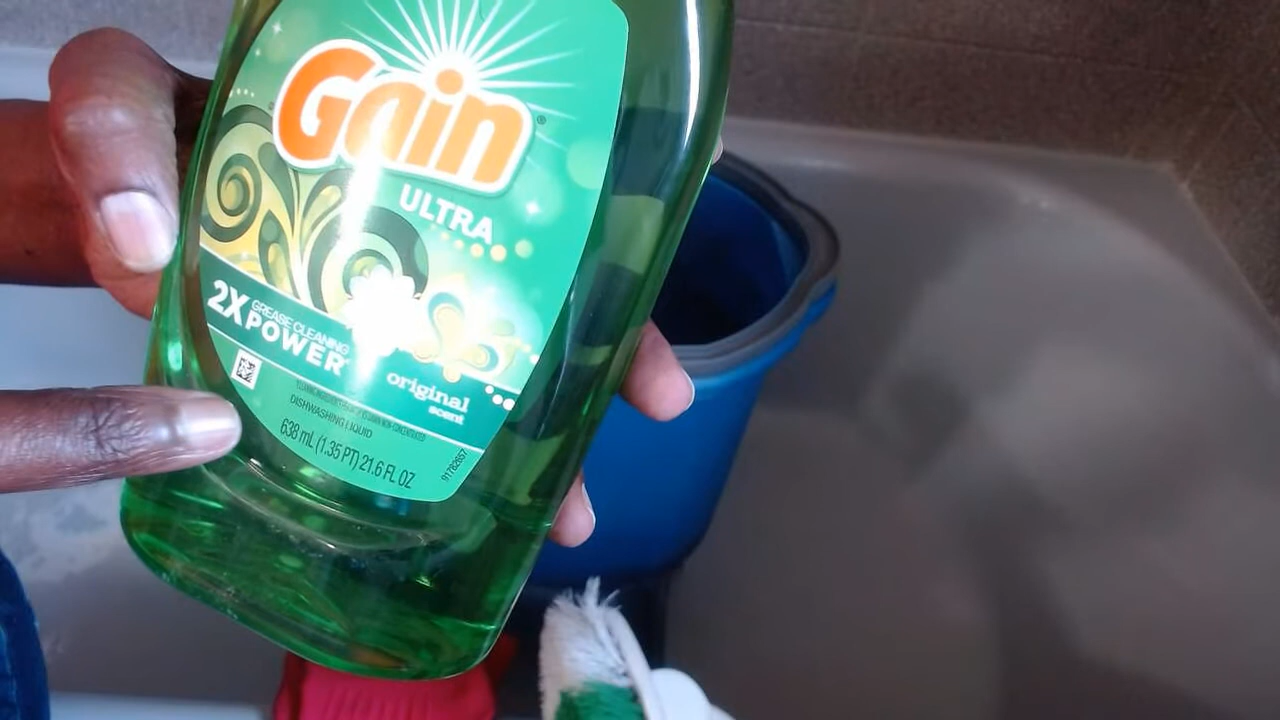 Gain
ULTRA
2X GREASE CLEANING
POWER
original
scent
DISHWASHING LIQUID
638 mL (1.35 PT) 21.6 FL OZ
91782657